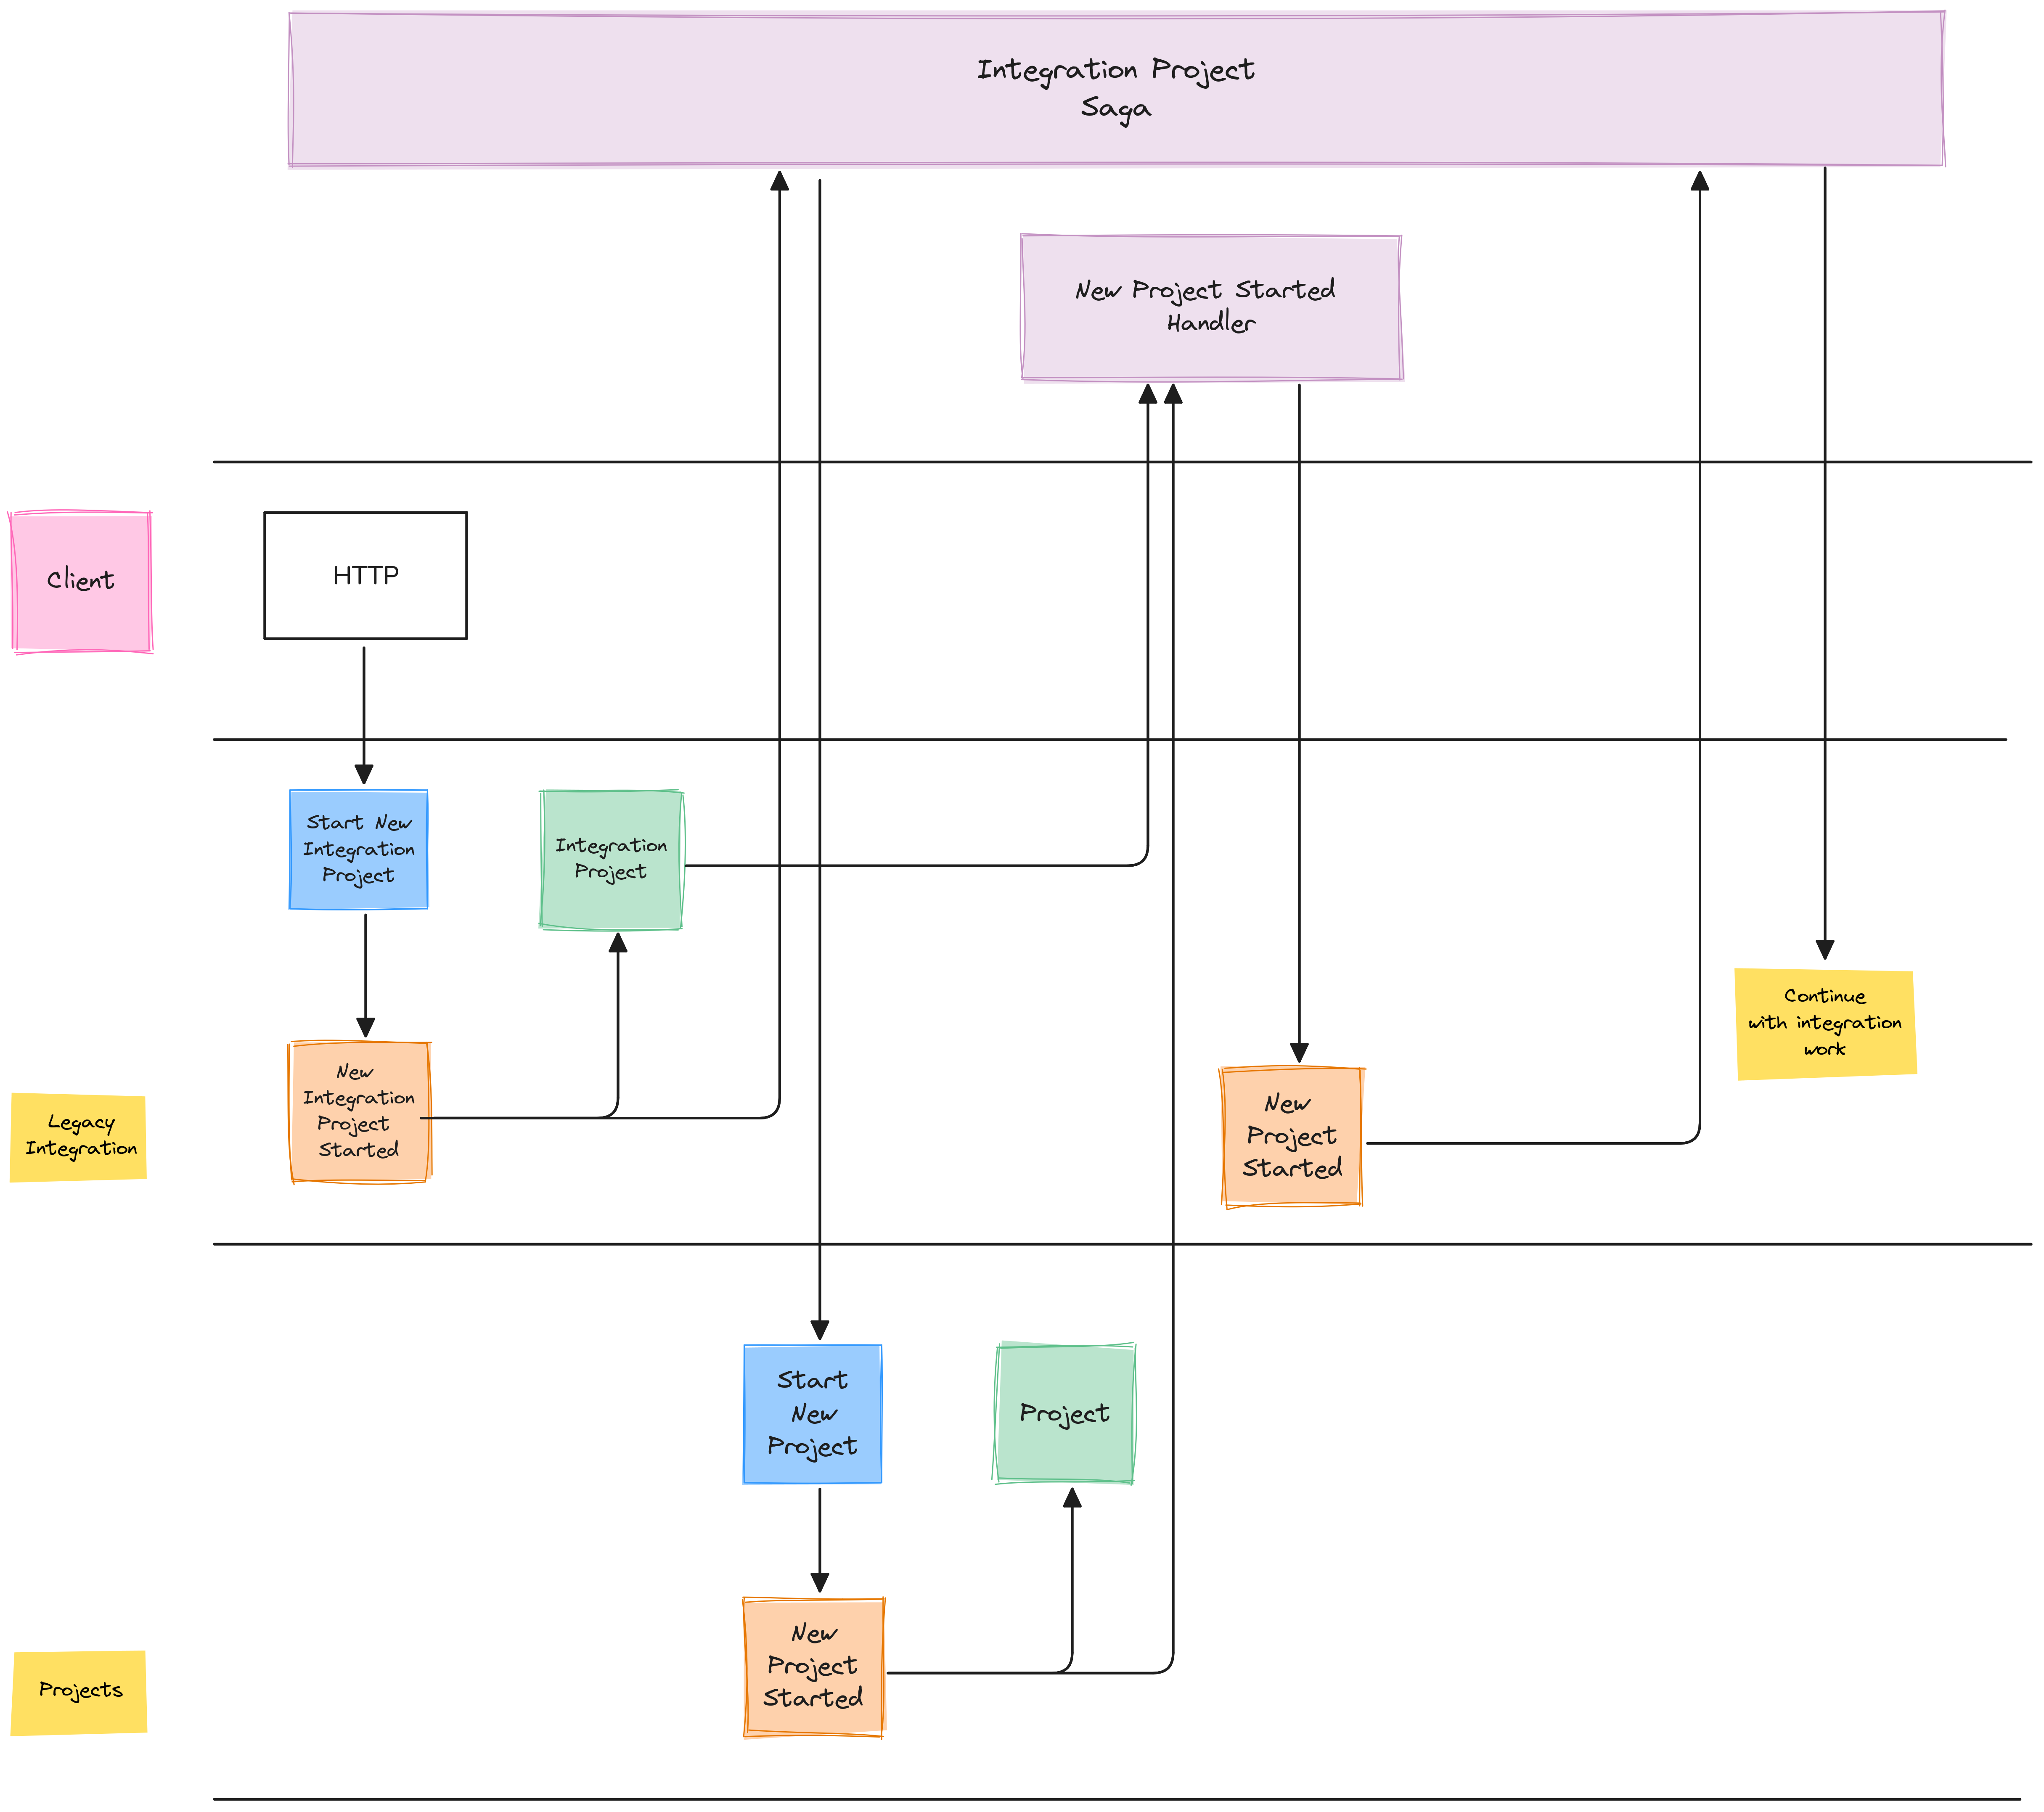 Integration Project
Saga
New Project Started
Handler
Client
HTTP
Start New
Integration
Project
Integration
Project
New
Integration
Project
Started
Legacy
Integration
New
Project
Started
Continue
with integration
work
Start
New
Project
Project
New
Project
Started
Projects